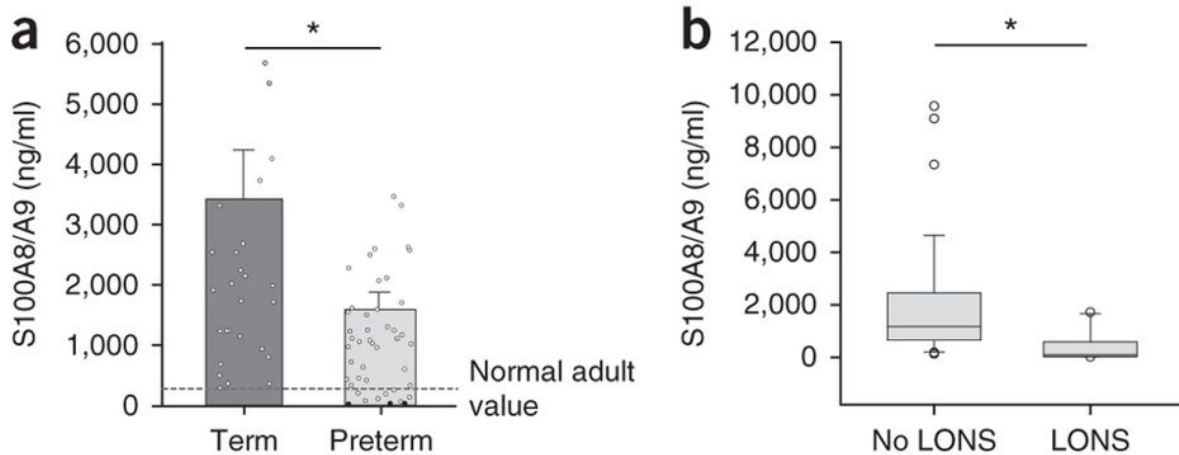 a
S100A8/A9 (ng/ml)
6,000
5,000
4,000
3,000
2,000
1,000
0
*
Normal adult
value
Term
Preterm
b
S100A8/A9 (ng/ml)
12,000
10,000
8,000
6,000
4,000
2,000
0
*
No LONS
LONS